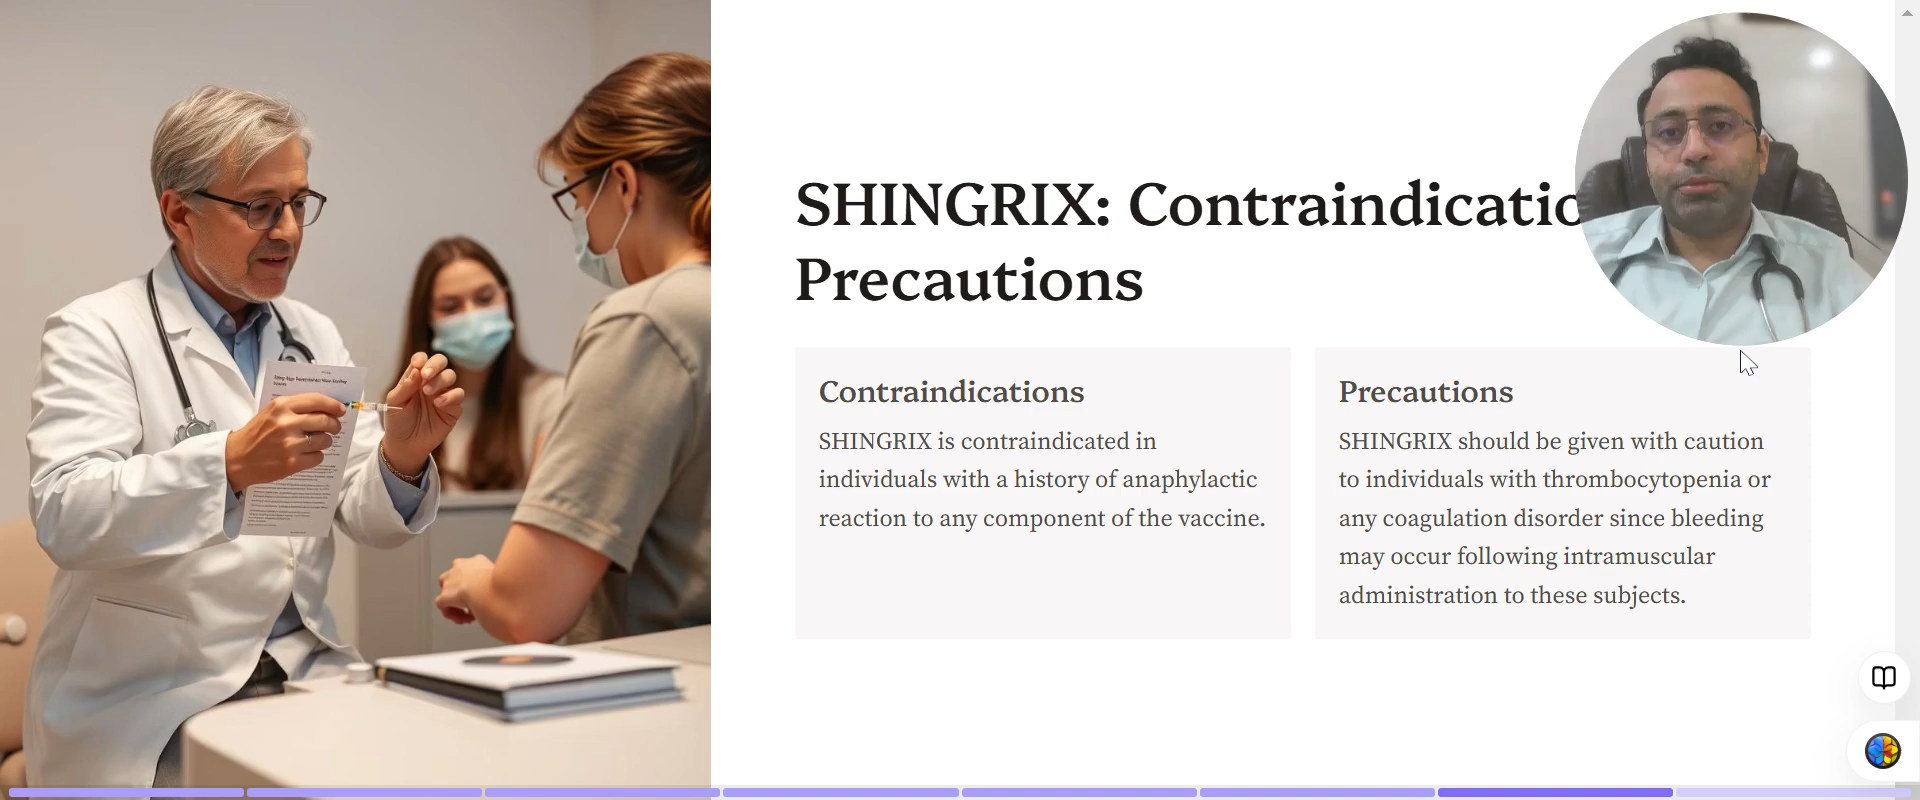 SHINGRIX: Contraindicatio
Precautions
Contraindications
SHINGRIX is contraindicated in
individuals with a history of anaphylactic
reaction to any component of the vaccine.
Precautions
SHINGRIX should be given with caution
to individuals with thrombocytopenia or
any coagulation disorder since bleeding
may occur following intramuscular
administration to these subjects.